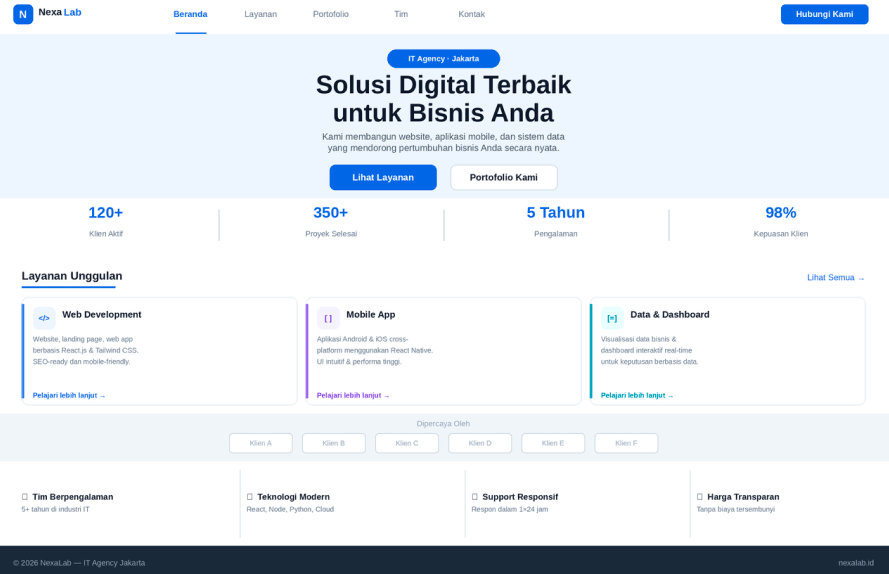 N
Nexa Lab
Beranda
Layanan
Portofolio
Tim
Kontak
Hubungi Kami
IT Agency · Jakarta
Solusi Digital Terbaik
untuk Bisnis Anda
Kami membangun website, aplikasi mobile, dan sistem data
yang mendorong pertumbuhan bisnis Anda secara nyata.
Lihat Layanan
Portofolio Kami
120+
Klien Aktif
350+
Proyek Selesai
5 Tahun
Pengalaman
98%
Kepuasan Klien
Layanan Unggulan
Lihat Semua →
</>
Web Development
Website, landing page, web app
berbasis React.js & Tailwind CSS.
SEO-ready dan mobile-friendly.
Pelajari lebih lanjut →
[ ]
Mobile App
Aplikasi Android & iOS cross-
platform menggunakan React Native.
UI intuitif & performa tinggi.
Pelajari lebih lanjut →
[=]
Data & Dashboard
Visualisasi data bisnis &
dashboard interaktif real-time
untuk keputusan berbasis data.
Pelajari lebih lanjut →
Dipercaya Oleh
Klien A
Klien B
Klien C
Klien D
Klien E
Klien F
Tim Berpengalaman
5+ tahun di industri IT
Teknologi Modern
React, Node, Python, Cloud
Support Responsif
Respon dalam 1×24 jam
Harga Transparan
Tanpa biaya tersembunyi
© 2026 NexaLab — IT Agency Jakarta
nexalab.id